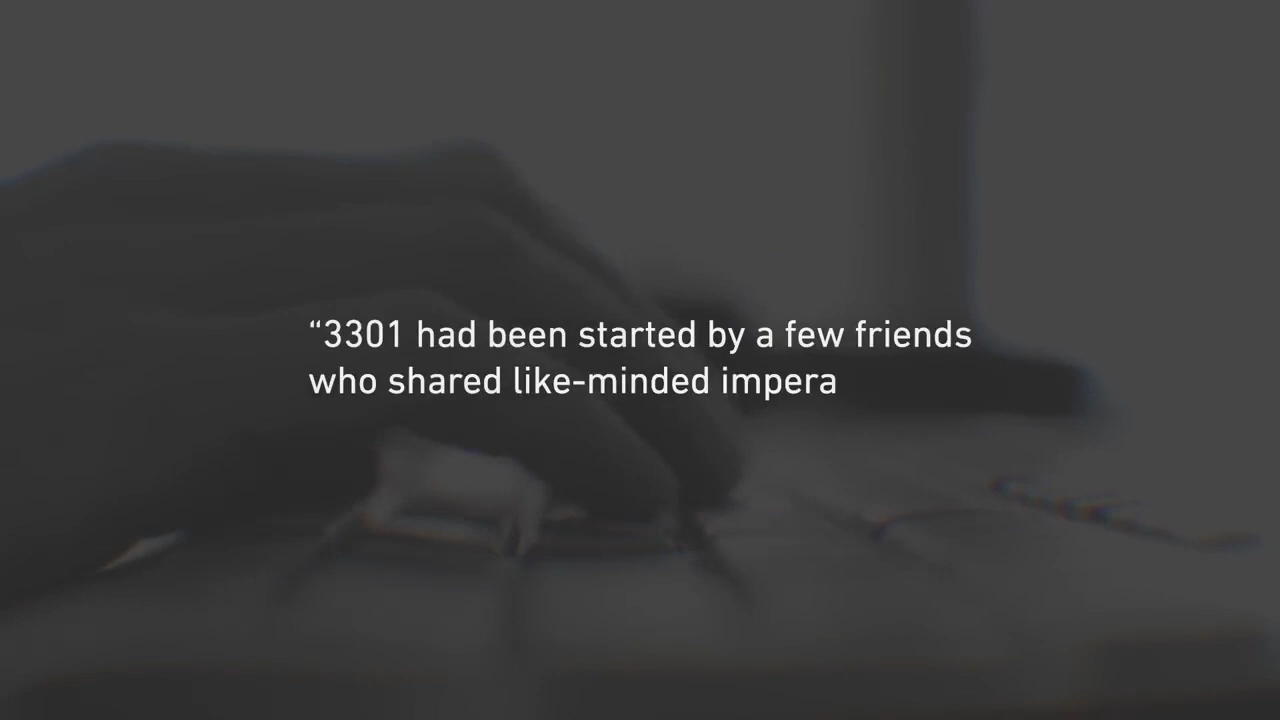 “3301 had been started by a few friends
who shared like-minded impera